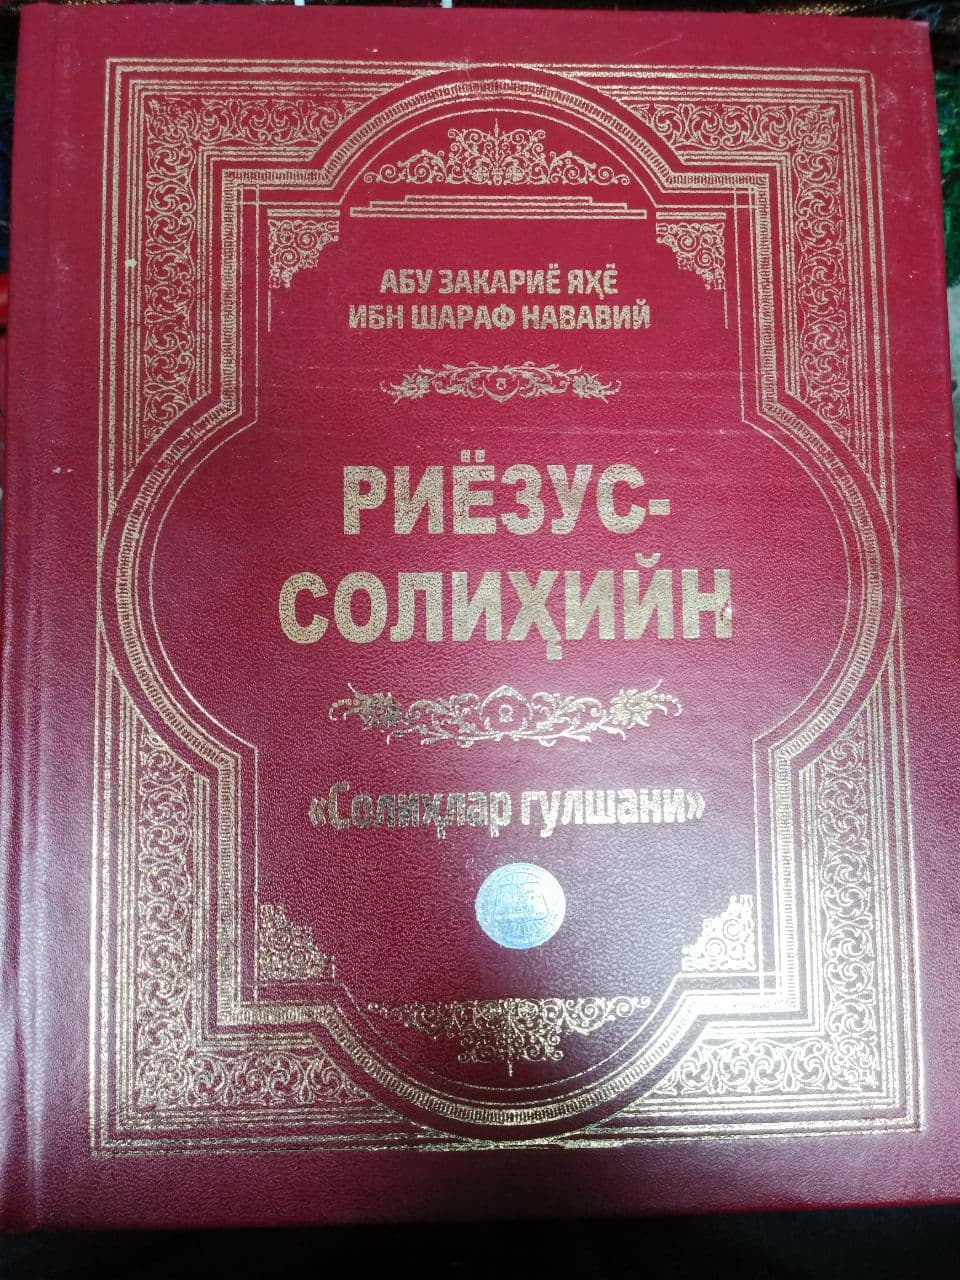 АБУ ЗАКАРИЁ ЯҲЁ
ИБН ШАРАФ НАВАВИЙ
РИЁЗУС-
СОЛИҲИЙН
«Солиҳлар гулшани»